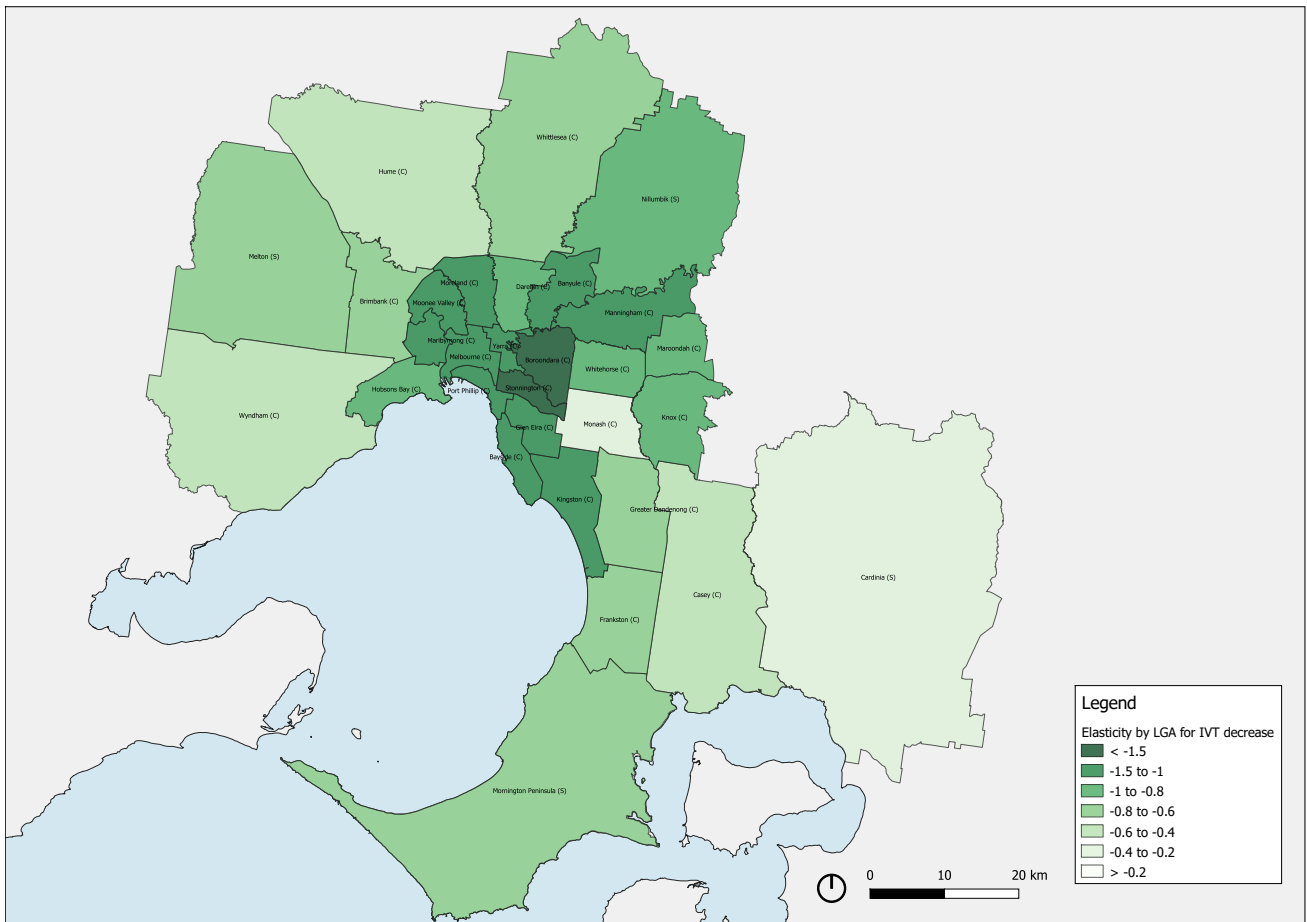 Whittlesea (C)
Hume (C)
Nillumbik (S)
Melton (S)
Moreland (C)
Darebin (C)
Banyule (C)
Brimbank (C)
Moonee Valley (C)
Manningham (C)
Maribyrnong (C)
Yarra (C)
Maroondah (C)
Melbourne (C)
Boroondara (C)
Whitehorse (C)
Hobsons Bay (C)
Port Phillip (C)
Stonnington (C)
Wyndham (C)
Knox (C)
Monash (C)
Glen Eira (C)
Bayside (C)
Kingston (C)
Greater Dandenong (C)
Cardinia (S)
Casey (C)
Frankston (C)
Mornington Peninsula (S)
Legend
Elasticity by LGA for IVT decrease
< -1.5
-1.5 to -1
-1 to -0.8
-0.8 to -0.6
-0.6 to -0.4
-0.4 to -0.2
> -0.2
0 10 20 km